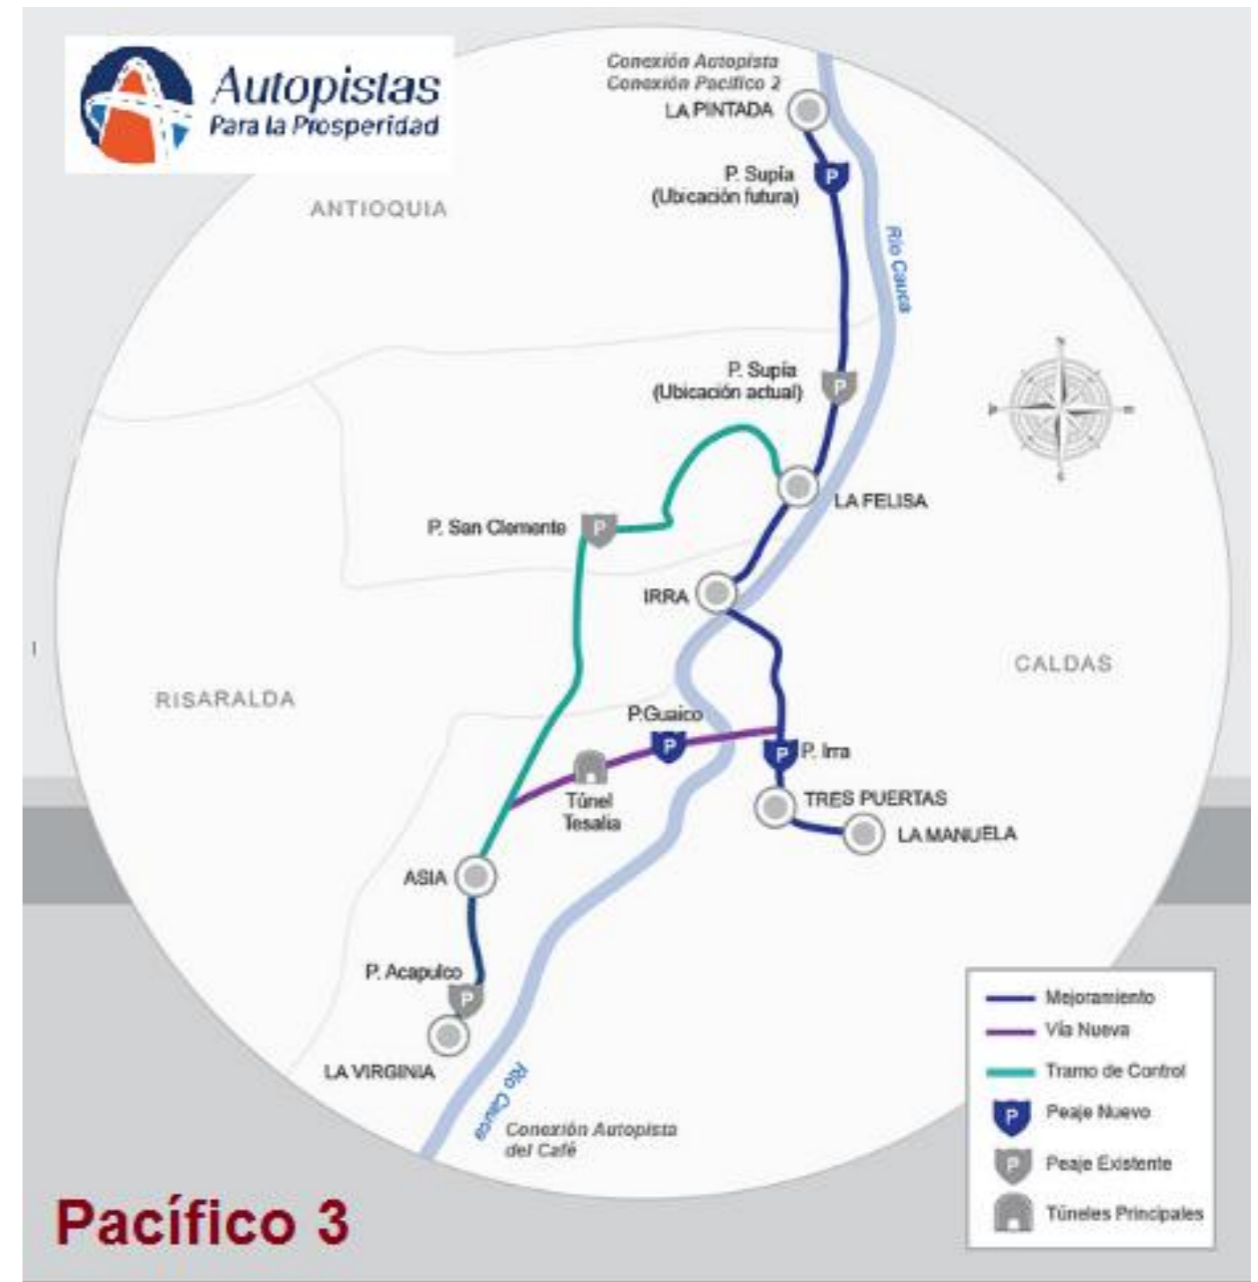 Autopistas
Para la Prosperidad
Conexión Autopista
Conexión Pacífico 2
LA PINTADA
P. Supía
(Ubicación futura)
P
ANTIOQUIA
Río Cauca
P. Supía
(Ubicación actual)
P
LA FELISA
P. San Clemente
P
IRRA
CALDAS
RISARALDA
P.Guaico
P
P
P. Irra
Túnel
Tesalia
TRES PUERTAS
LA MANUELA
ASIA
P. Acapulco
P
LA VIRGINIA
Río Cauca
Conexión Autopista
del Café
Mejoramiento
Vía Nueva
Tramo de Control
P
Peaje Nuevo
P
Peaje Existente
Túneles Principales
Pacífico 3